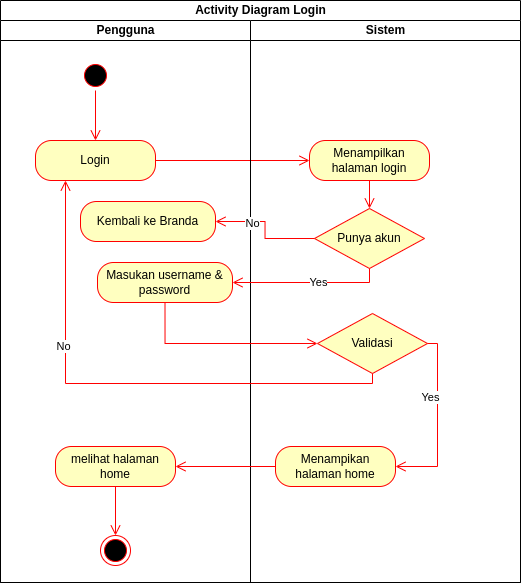 Activity Diagram Login
Pengguna
Sistem
Login
Menampilkan
halaman login
Kembali ke Branda
No
Punya akun
Masukan username &
password
Yes
No
Validasi
Yes
melihat halaman
home
Menampikan
halaman home